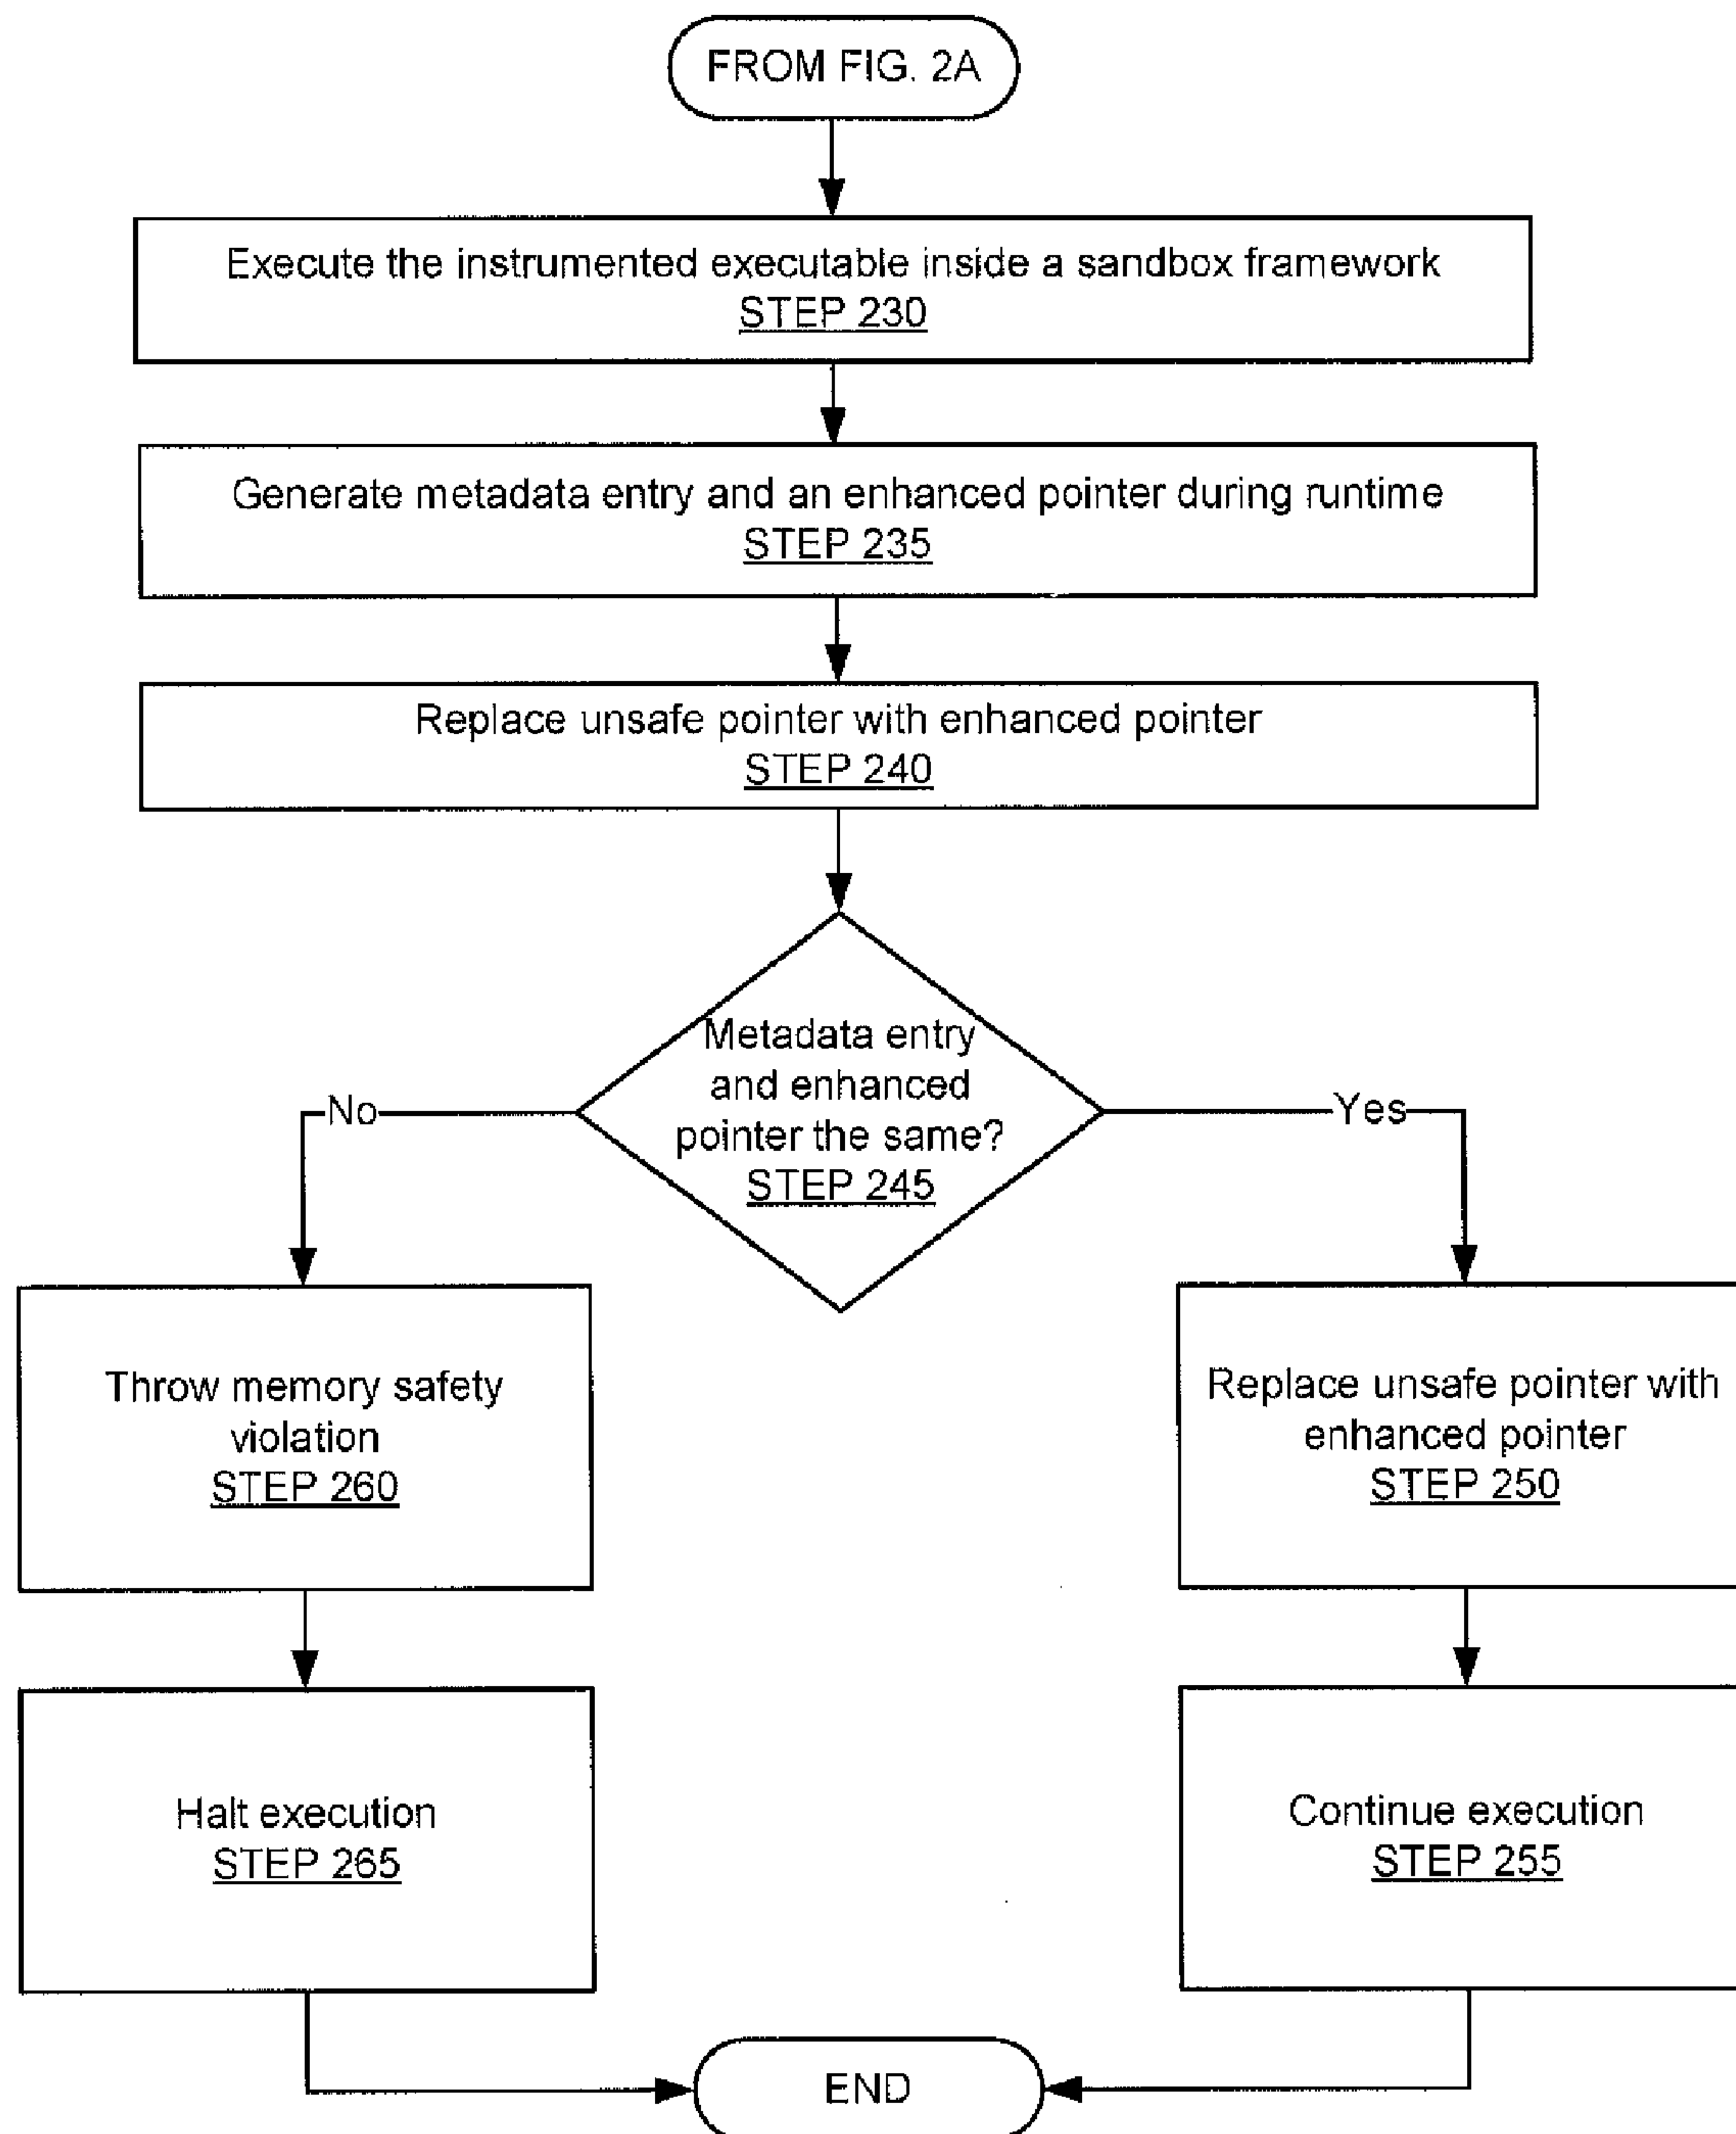 FROM FIG. 2A
Execute the instrumented executable inside a sandbox framework
STEP 230
Generate metadata entry and an enhanced pointer during runtime
STEP 235
Replace unsafe pointer with enhanced pointer
STEP 240
Metadata entry
and enhanced
pointer the same?
STEP 245
No
Yes
Throw memory safety
violation
STEP 260
Replace unsafe pointer with
enhanced pointer
STEP 250
Halt execution
STEP 265
Continue execution
STEP 255
END